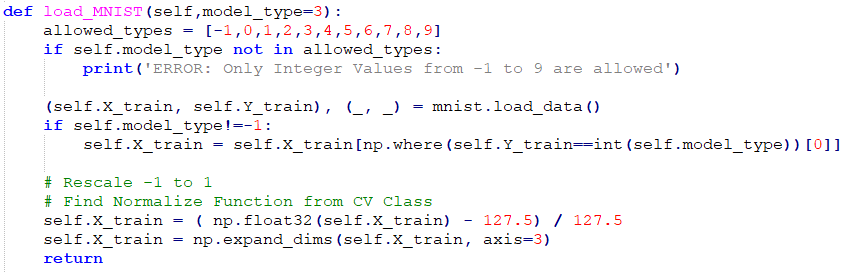 def load_MNIST(self,model_type=3):
    allowed_types = [-1,0,1,2,3,4,5,6,7,8,9]
    if self.model_type not in allowed_types:
        print('ERROR: Only Integer Values from -1 to 9 are allowed')

    (self.X_train, self.Y_train), (_, _) = mnist.load_data()
    if self.model_type!=-1:
        self.X_train = self.X_train[np.where(self.Y_train==int(self.model_type))[0]]

    # Rescale -1 to 1
    # Find Normalize Function from CV Class
    self.X_train = ( np.float32(self.X_train) - 127.5) / 127.5
    self.X_train = np.expand_dims(self.X_train, axis=3)
    return